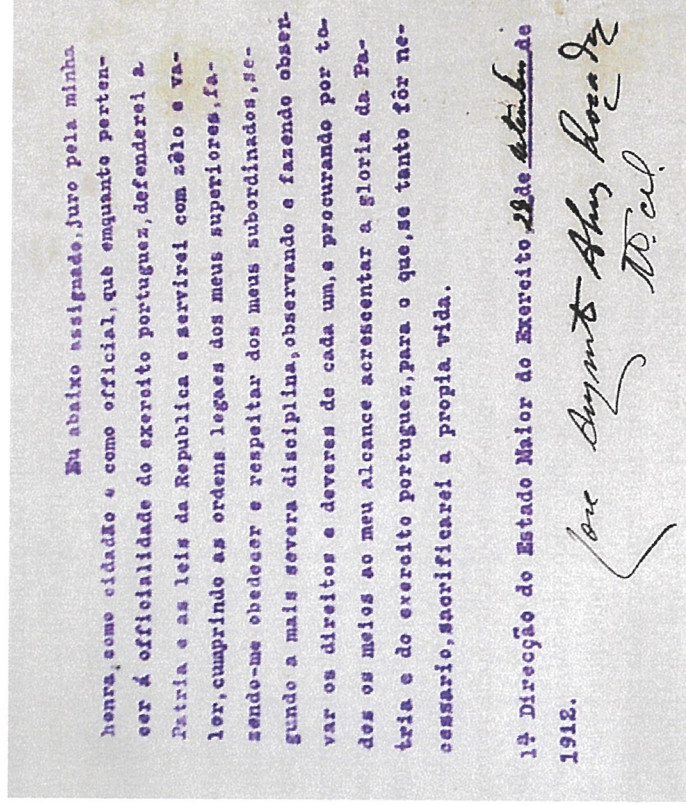 Eu abaixo assignado,juro pela minha
honra,como cidadão e como official,que emquanto perten-
cer á officialidade do exercito portuguez,defenderei a
Patria e as leis da Republica e servirei com zêlo e va-
lor,cumprindo as ordens legaes dos meus superiores,fa-
zendo-me obedecer e respeitar dos meus subordinados,se-
gundo a mais severa disciplina,observando e fazendo obser-
var os direitos e deveres de cada um,e procurando por to-
dos os meios ao meu alcance acrescentar a gloria da Pa-
tria e do exercito portuguez,para o que,se tanto fôr ne-
cessario,sacrificarei a propia vida.
1ª Direcção do Estado Maior do Exercito,28 de setembro de
1912.
José Augusto Alves Roçadas
T. cel.